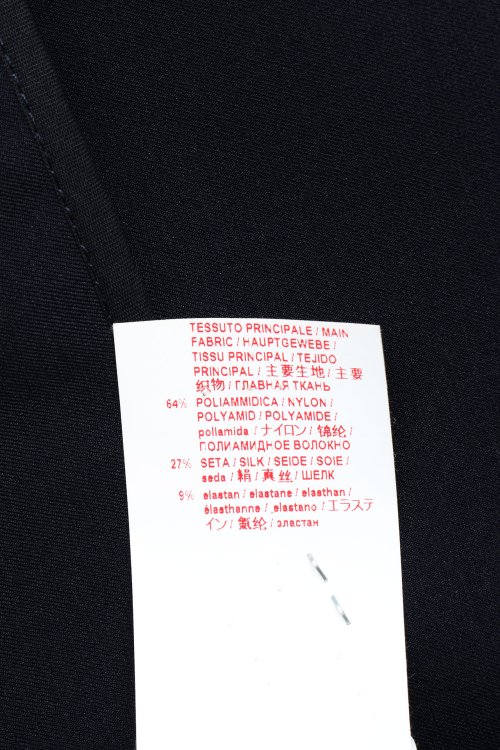 TESSUTO PRINCIPALE / MAIN
FABRIC / HAUPTGEWEBE /
TISSU PRINCIPAL / TEJIDO
PRINCIPAL / 主要生地 / 主要
织物 / ГЛАВНАЯ ТКАНЬ
64% POLIAMMIDICA / NYLON /
POLYAMID / POLYAMIDE /
poliamida / ナイロン / 锦纶 /
ПОЛИАМИДНОЕ ВОЛОКНО
27% SETA / SILK / SEIDE / SOIE /
seda / 絹 / 真丝 / ШЕЛК
9% elastan / elastane / elasthan /
élasthanne / elastano / エラステ
イン / 氨纶 / эластан